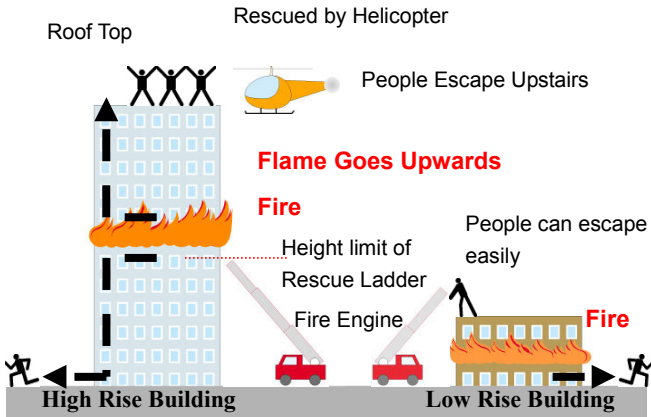 Rescued by Helicopter
Roof Top
People Escape Upstairs
Flame Goes Upwards
Fire
People can escape
easily
Height limit of
Rescue Ladder
Fire Engine
Fire
High Rise Building
Low Rise Building